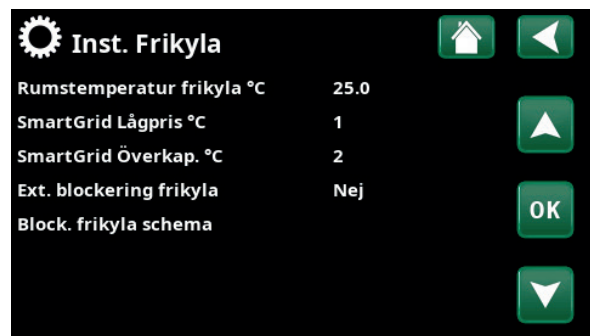 Inst. Frikyla
Rumstemperatur frikyla °C 25.0
SmartGrid Lågpris °C 1
SmartGrid Överkap. °C 2
Ext. blockering frikyla Nej
Block. frikyla schema
OK